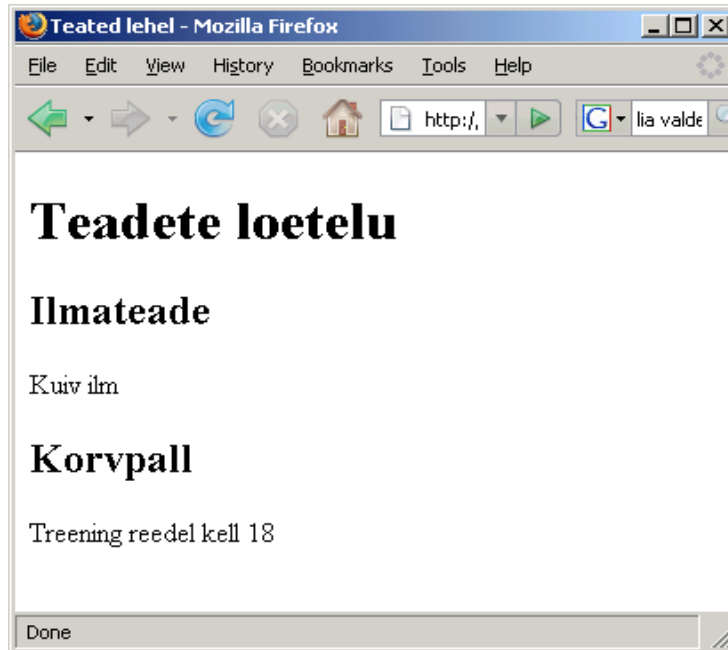 Teated lehel - Mozilla Firefox
File Edit View History Bookmarks Tools Help
http:/, G lia valde
Teadete loetelu
Ilmateade
Kuiv ilm
Korvpall
Treening reedel kell 18
Done